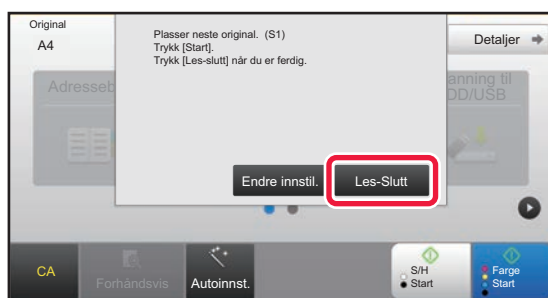 Original
A4
Plasser neste original. (S1)
Trykk [Start].
Trykk [Les-slutt] når du er ferdig.
Detaljer
Adresseb
anning til
DD/USB
Endre innstil.
Les-Slutt
CA
Forhåndsvis
Autoinnst.
S/H
Start
Farge
Start